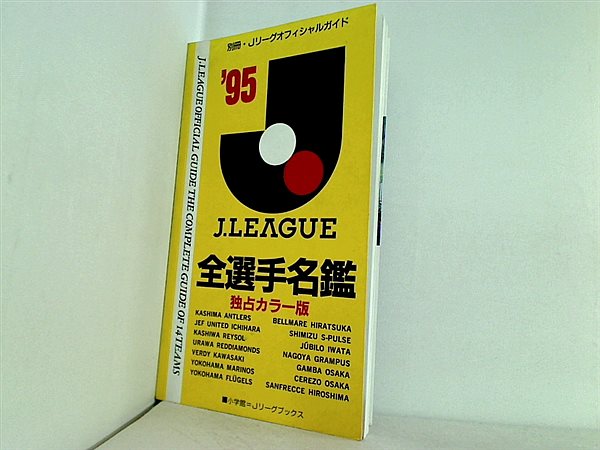 別冊・Jリーグオフィシャルガイド
'95
J.LEAGUE OFFICIAL GUIDE THE COMPLETE GUIDE OF 14 TEAMS
J.LEAGUE
全選手名鑑
独占カラー版
KASHIMA ANTLERS
JEF UNITED ICHIHARA
KASHIWA REYSOL
URAWA REDDIAMONDS
VERDY KAWASAKI
YOKOHAMA MARINOS
YOKOHAMA FLÜGELS
BELLMARE HIRATSUKA
SHIMIZU S-PULSE
JÚBILO IWATA
NAGOYA GRAMPUS
GAMBA OSAKA
CEREZO OSAKA
SANFRECCE HIROSHIMA
■小学館=Jリーグブックス